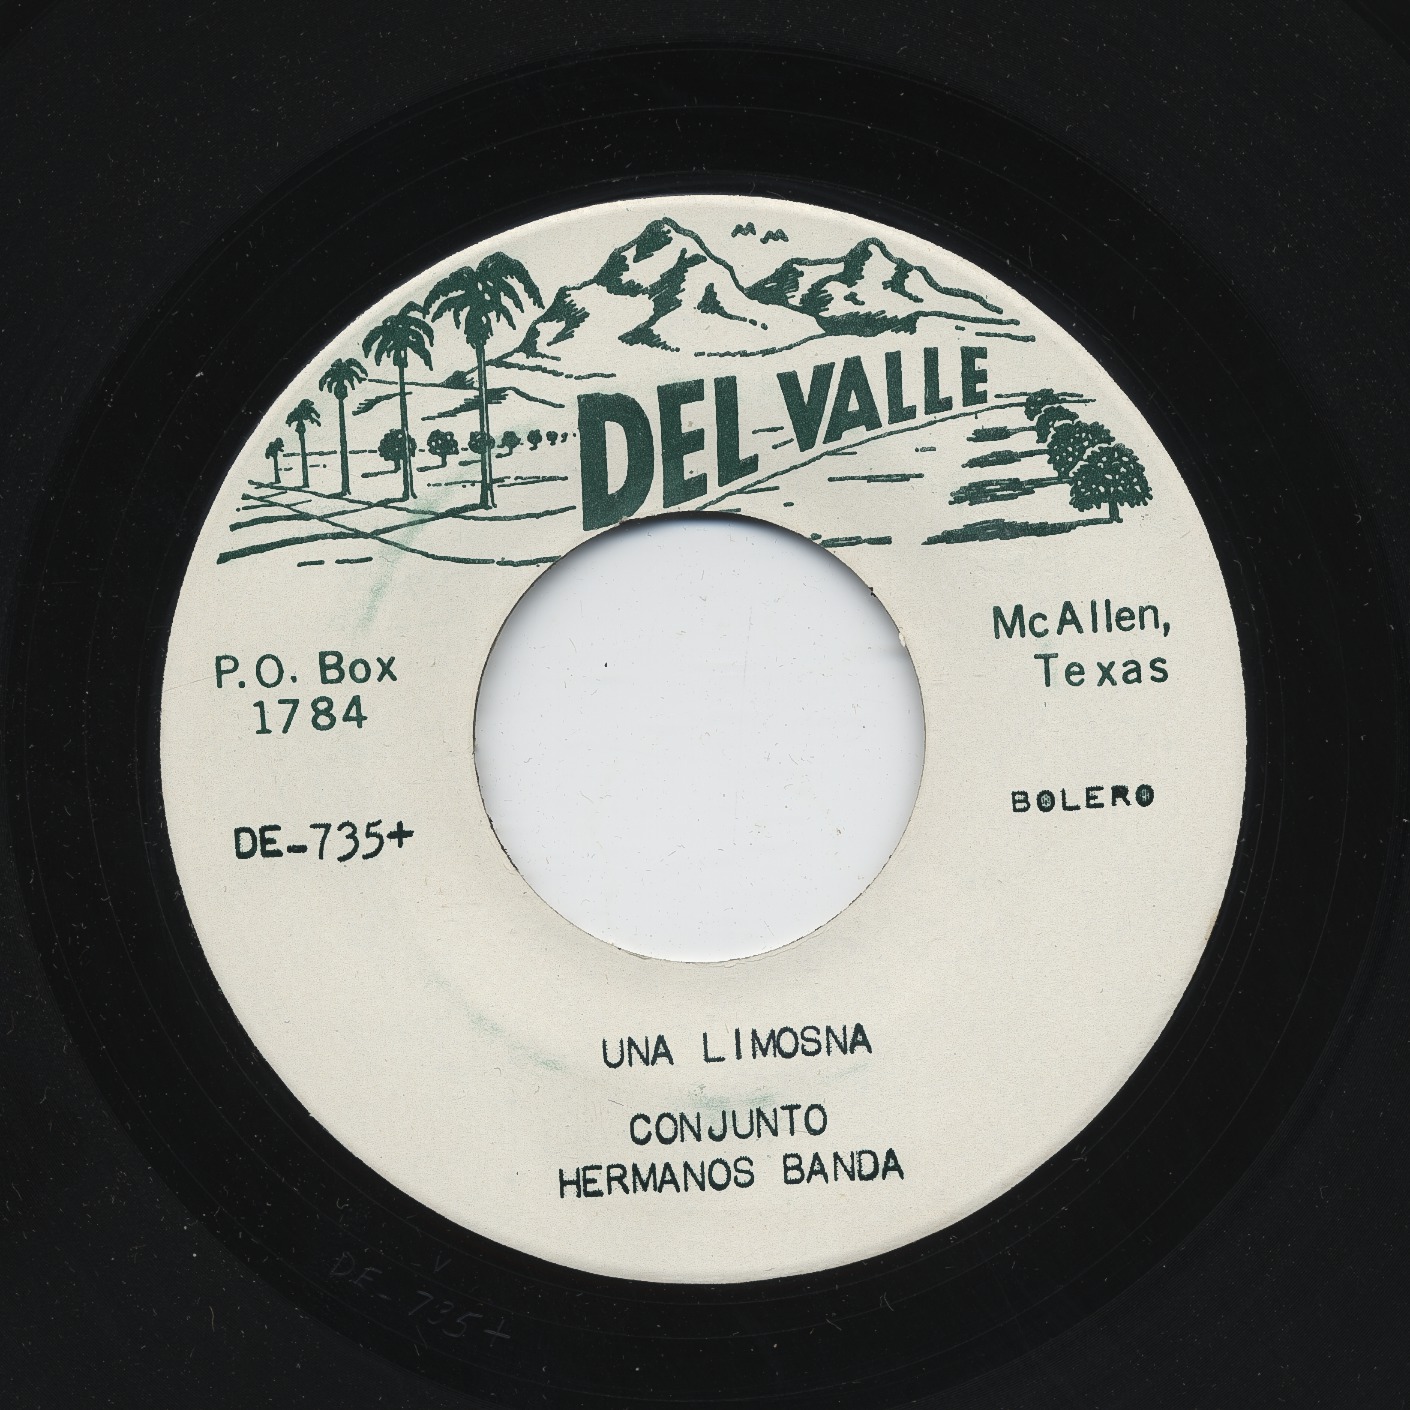 DEL VALLE
McAllen,
Texas
P.O. Box
1784
BOLERO
DE-735+
UNA LIMOSNA
CONJUNTO
HERMANOS BANDA
DE-735+